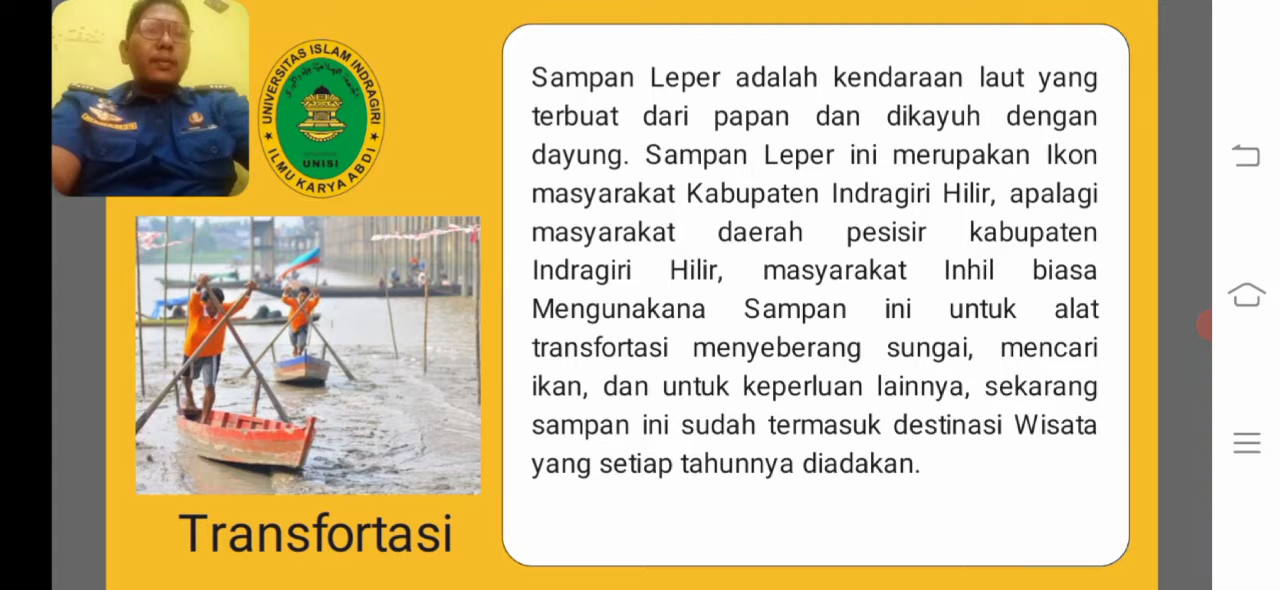 UNIVERSITAS ISLAM INDRAGIRI
UNISI
ILMU KARYA ABDI
Transfortasi
Sampan Leper adalah kendaraan laut yang
terbuat dari papan dan dikayuh dengan
dayung. Sampan Leper ini merupakan Ikon
masyarakat Kabupaten Indragiri Hilir, apalagi
masyarakat daerah pesisir kabupaten
Indragiri Hilir, masyarakat Inhil biasa
Mengunakana Sampan ini untuk alat
transfortasi menyeberang sungai, mencari
ikan, dan untuk keperluan lainnya, sekarang
sampan ini sudah termasuk destinasi Wisata
yang setiap tahunnya diadakan.